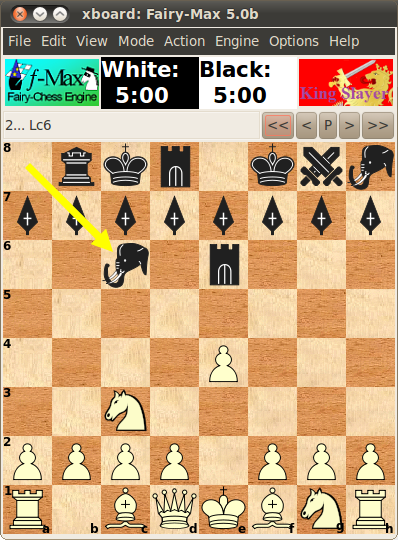 xboard: Fairy-Max 5.0b
File Edit View Mode Action Engine Options Help
f-Max
Fairy-Chess Engine
White:
5:00
Black:
5:00
King Slayer
2... Lc6
<< < P > >>
8
7
6
5
4
3
2
1
a b c d e f g h